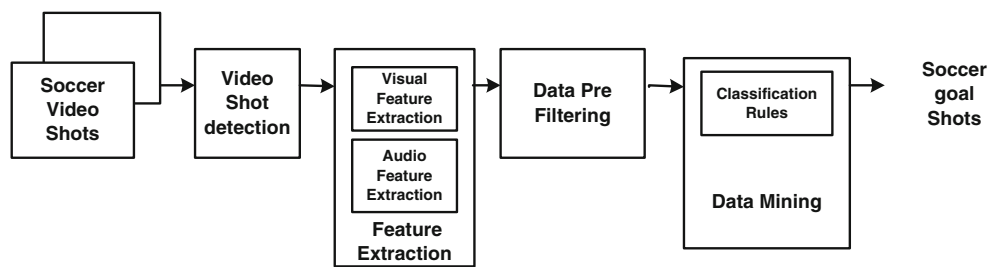 Soccer
Video
Shots
Video
Shot
detection
Visual
Feature
Extraction
Audio
Feature
Extraction
Feature
Extraction
Data Pre
Filtering
Classification
Rules
Data Mining
Soccer
goal
Shots